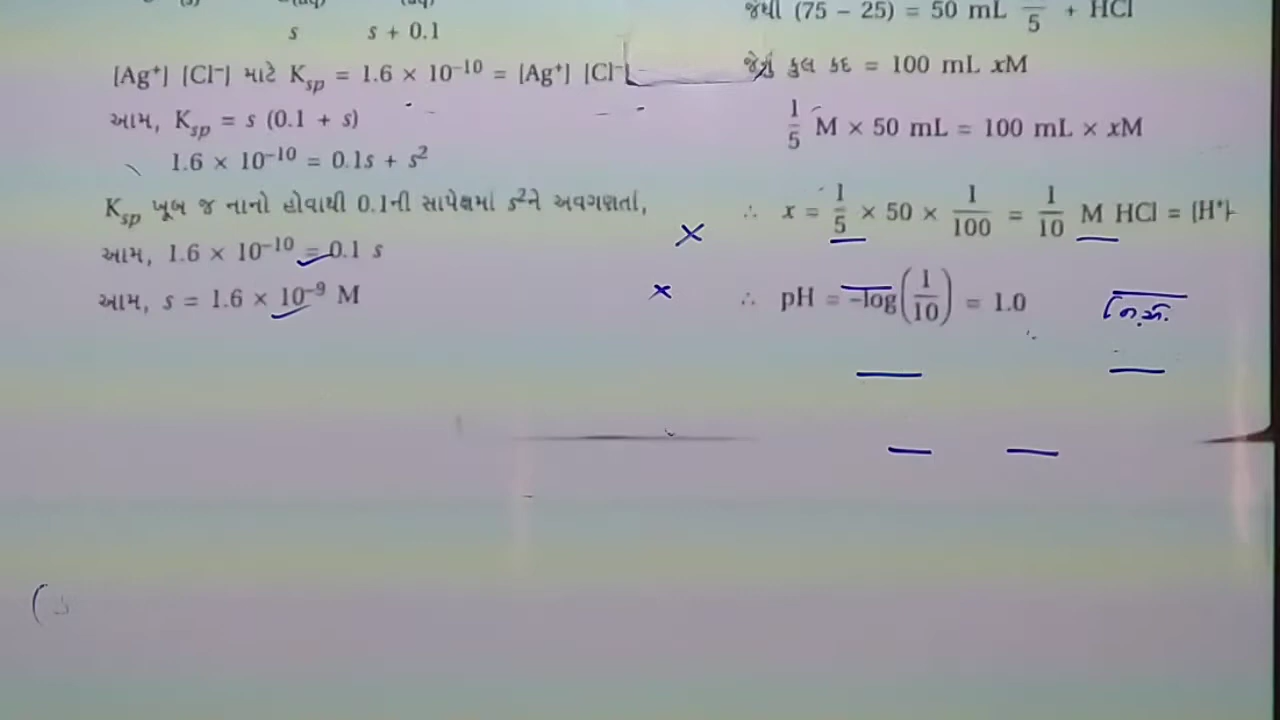 s s + 0.1
[Ag⁺] [Cl⁻] માટે Kₛₚ = 1.6 × 10⁻¹⁰ = [Ag⁺] [Cl⁻]
આમ, Kₛₚ = s (0.1 + s)
1.6 × 10⁻¹⁰ = 0.1s + s²
Kₛₚ ખૂબ જ નાનો હોવાથી 0.1ની સાપેક્ષમાં s²ને અવગણતાં,
આમ, 1.6 × 10⁻¹⁰ = 0.1 s
આમ, s = 1.6 × 10⁻⁹ M
જેથી (75 − 25) = 50 mL /5 + HCl
જેનું કુલ કદ = 100 mL xM
1/5 M × 50 mL = 100 mL × xM
∴ x = 1/5 × 50 × 1/100 = 1/10 M HCl = [H⁺]
∴ pH = −log(1/10) = 1.0